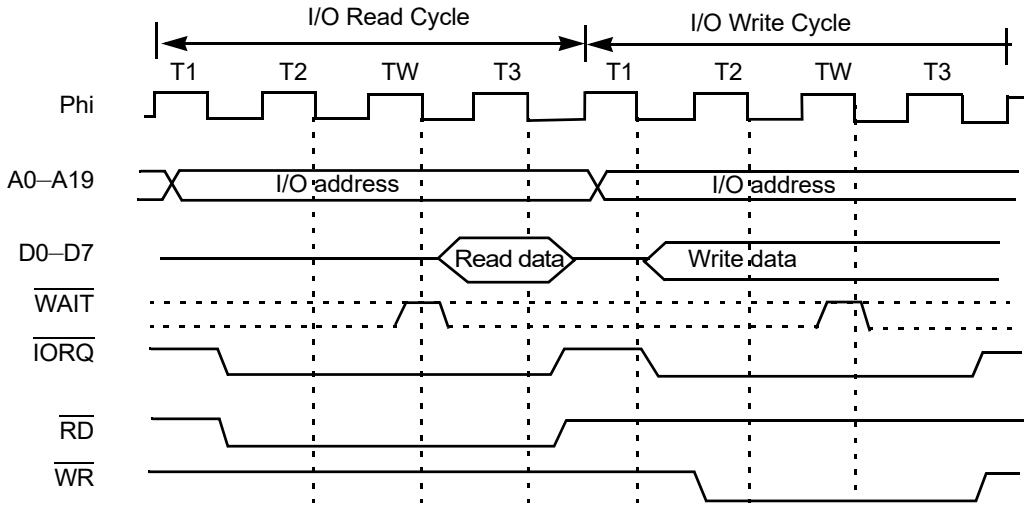 I/O Read Cycle I/O Write Cycle
T1 T2 TW T3 T1 T2 TW T3
Phi
A0–A19 I/O address I/O address
D0–D7 Read data Write data
WAIT
IORQ
RD
WR